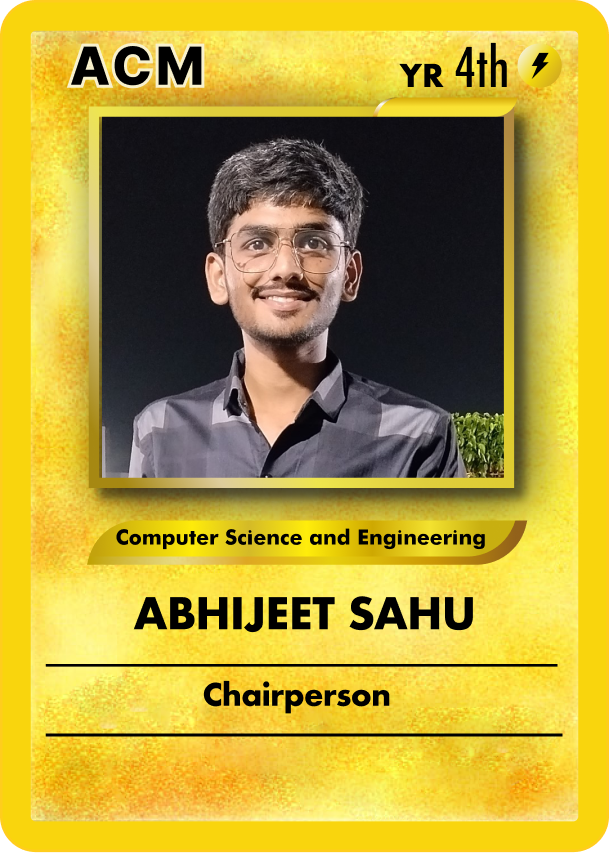 ACM
YR 4th
Computer Science and Engineering
ABHIJEET SAHU
Chairperson